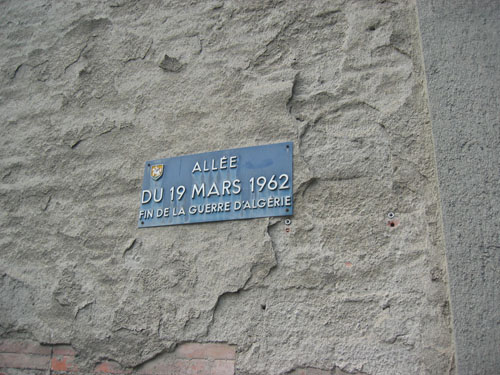 ALLÉE
DU 19 MARS 1962
FIN DE LA GUERRE D'ALGÉRIE